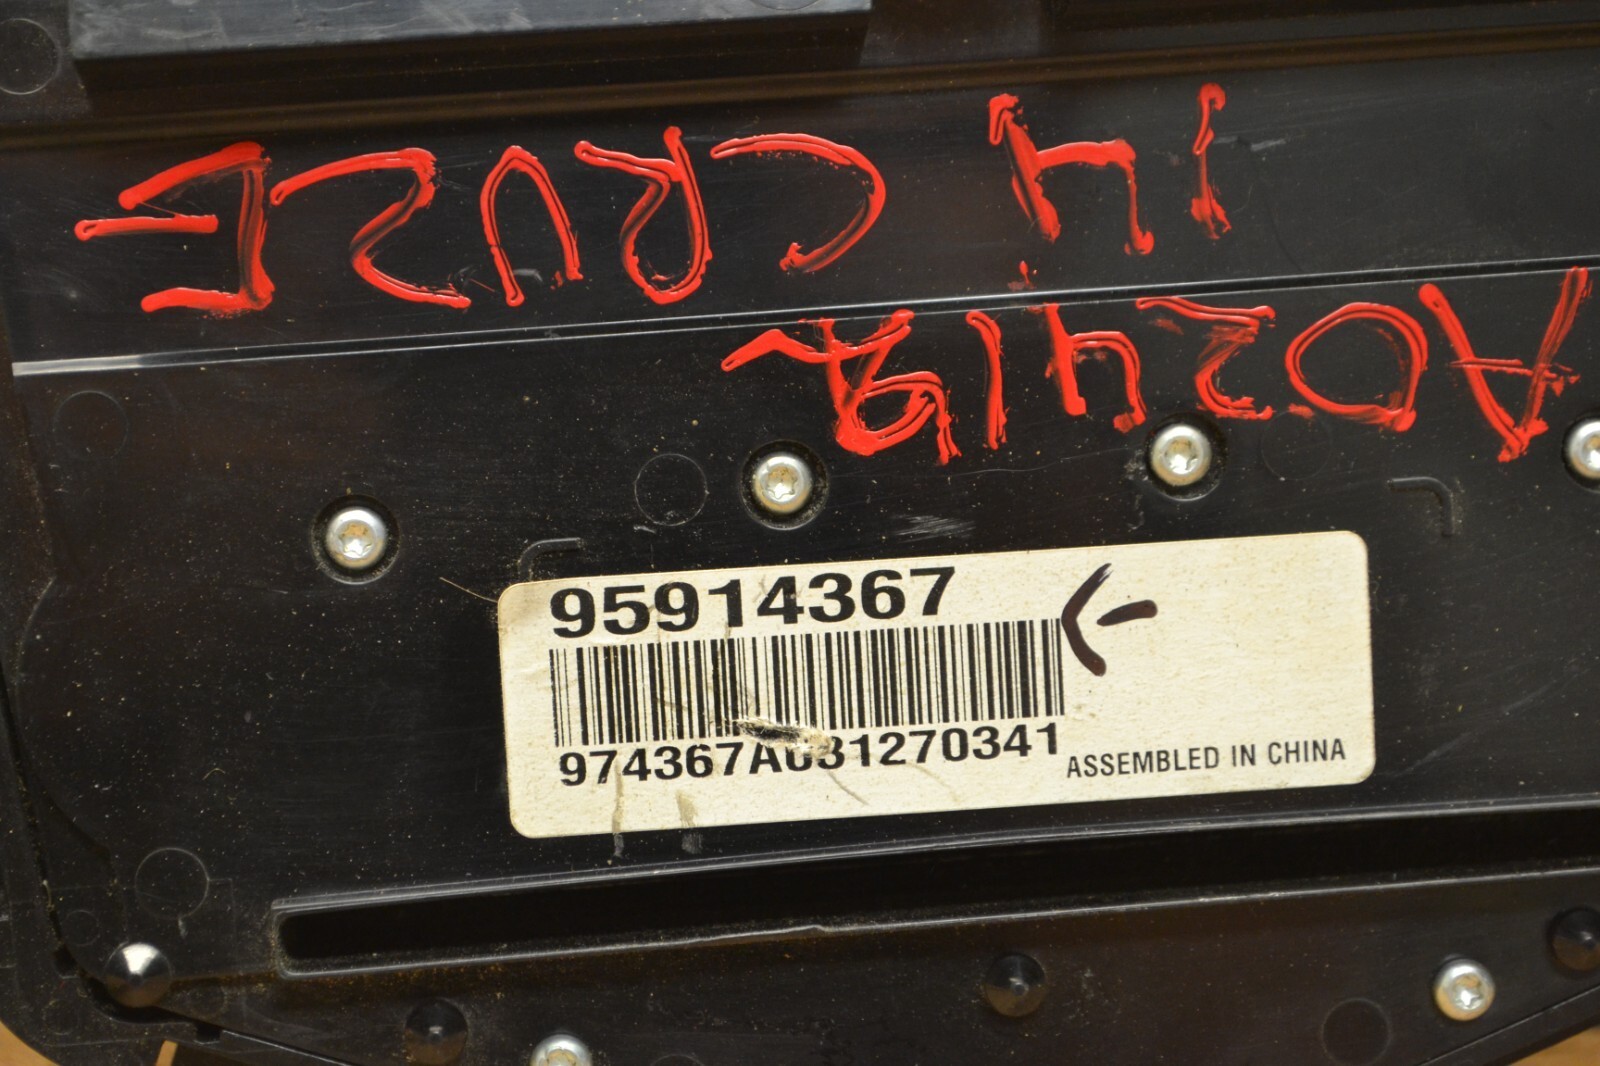 14 CRUZE
95914367
974367A031270341
ASSEMBLED IN CHINA